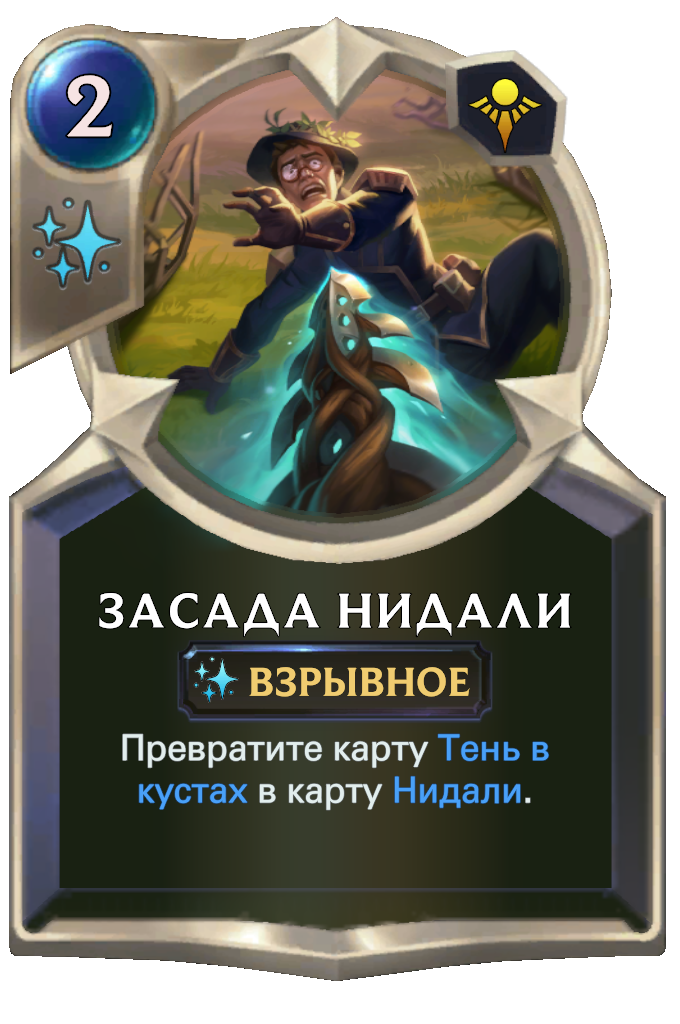 2
ЗАСАДА НИДАЛИ
ВЗРЫВНОЕ
Превратите карту Тень в
кустах в карту Нидали.